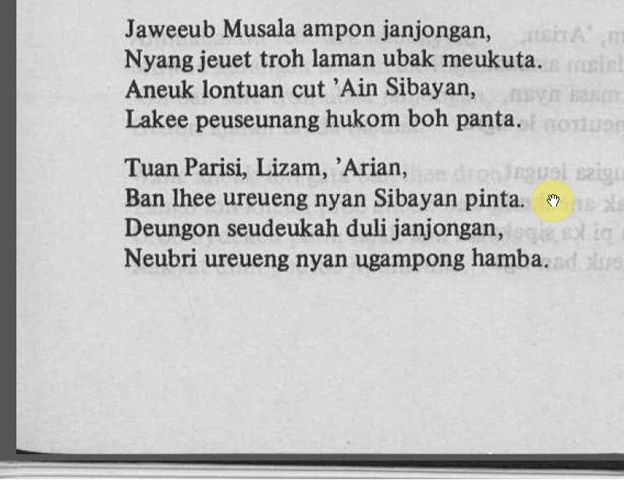 Jaweeub Musala ampon janjongan,
Nyang jeuet troh laman ubak meukuta.
Aneuk lontuan cut 'Ain Sibayan,
Lakee peuseunang hukom boh panta.
Tuan Parisi, Lizam, 'Arian,
Ban lhee ureueng nyan Sibayan pinta.
Deungon seudeukah duli janjongan,
Neubri ureueng nyan ugampong hamba.